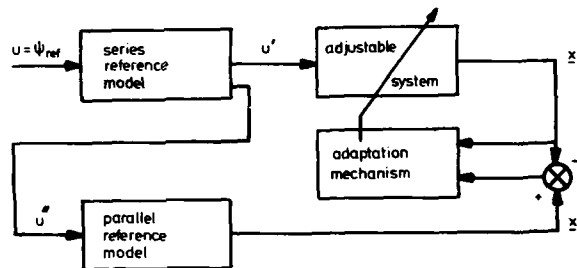 u = ψref
series
reference
model
u'
adjustable
system
x
adaptation
mechanism
-
+
u"
parallel
reference
model
x